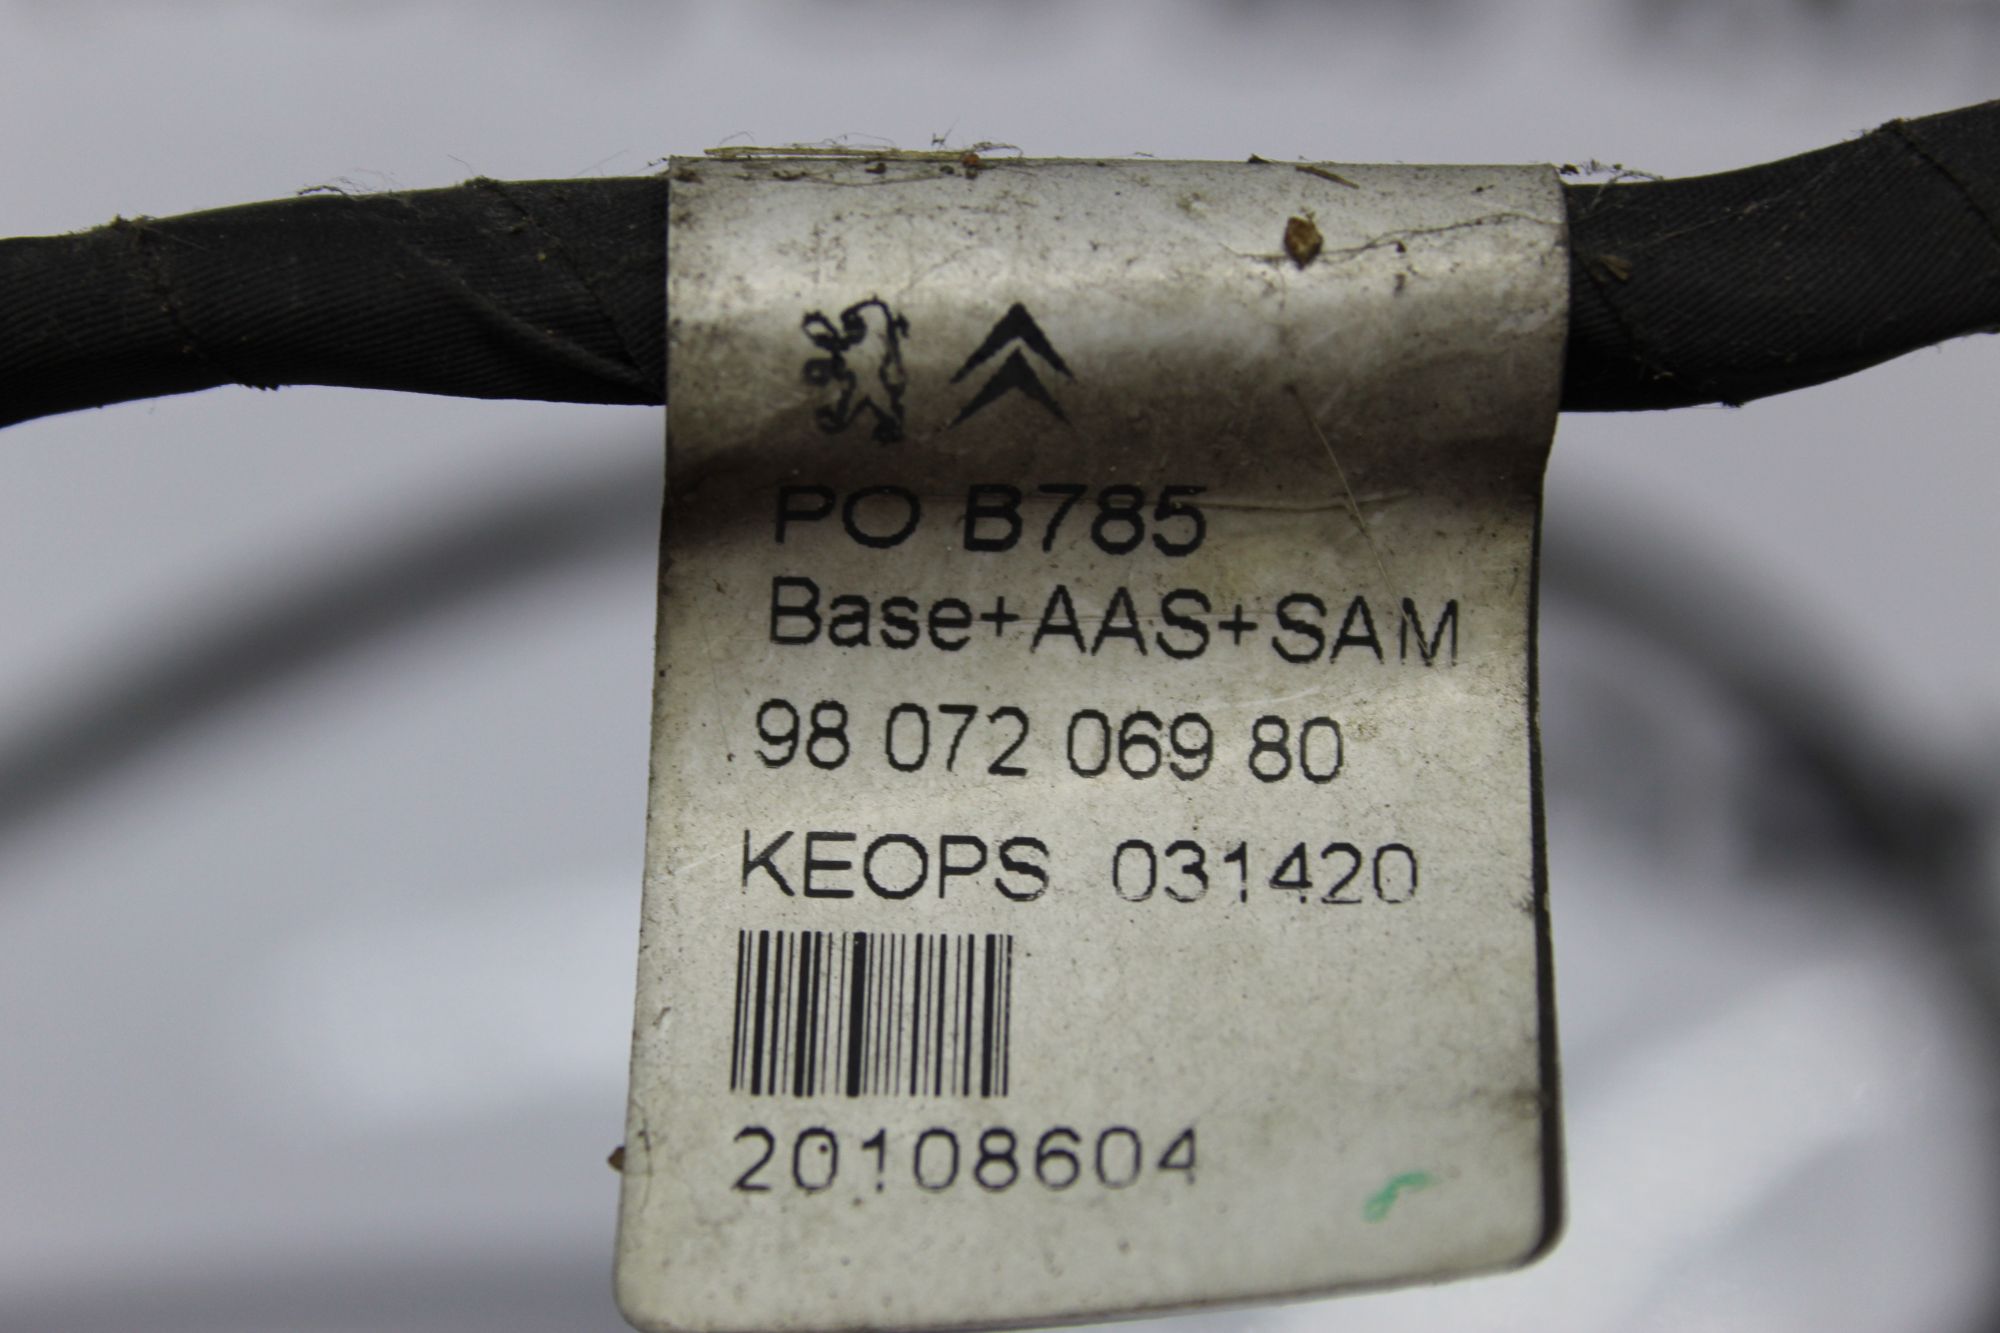 PO B785
Base+AAS+SAM
98 072 069 80
KEOPS 031420
20108604